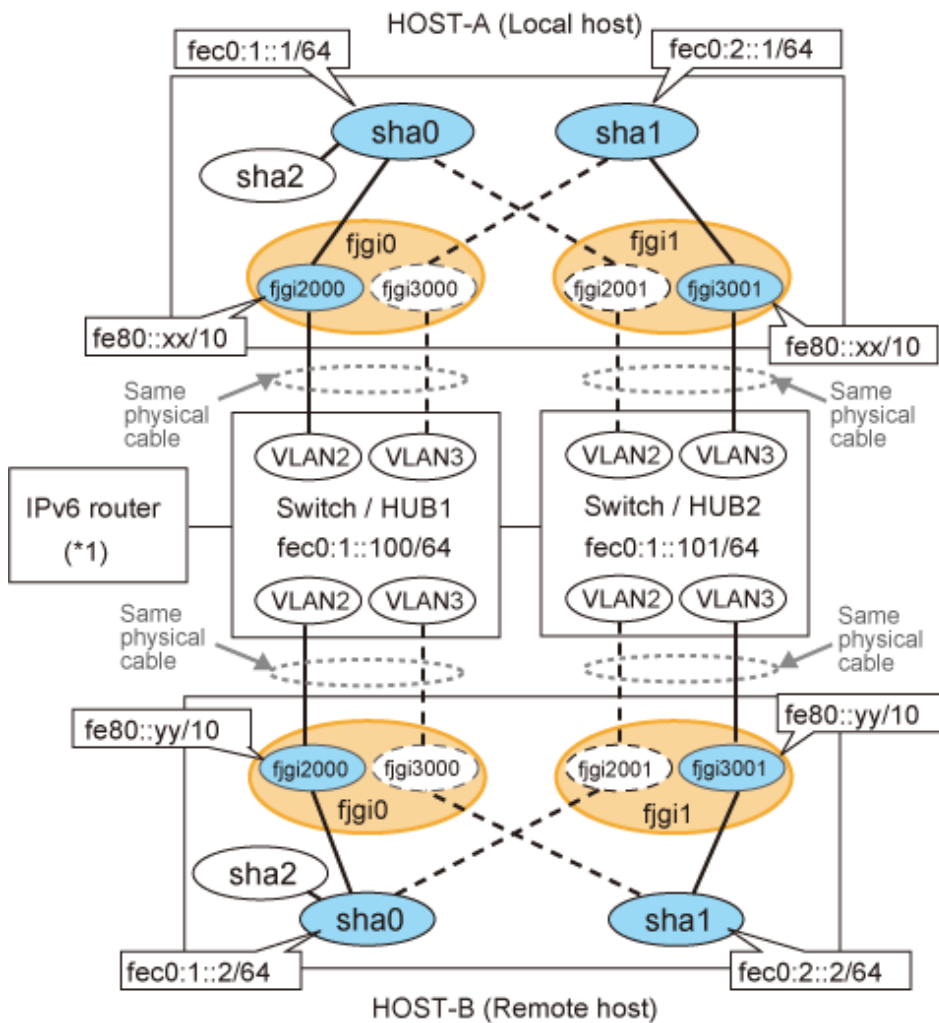 HOST-A (Local host)
fec0:1::1/64
fec0:2::1/64
sha0
sha1
sha2
fjgi0
fjgi1
fjgi2000
fjgi3000
fjgi2001
fjgi3001
fe80::xx/10
fe80::xx/10
Same
physical
cable
Same
physical
cable
VLAN2
VLAN3
VLAN2
VLAN3
IPv6 router
(*1)
Switch / HUB1
fec0:1::100/64
Switch / HUB2
fec0:1::101/64
VLAN2
VLAN3
VLAN2
VLAN3
Same
physical
cable
Same
physical
cable
fe80::yy/10
fe80::yy/10
fjgi2000
fjgi3000
fjgi2001
fjgi3001
fjgi0
fjgi1
sha2
sha0
sha1
fec0:1::2/64
fec0:2::2/64
HOST-B (Remote host)